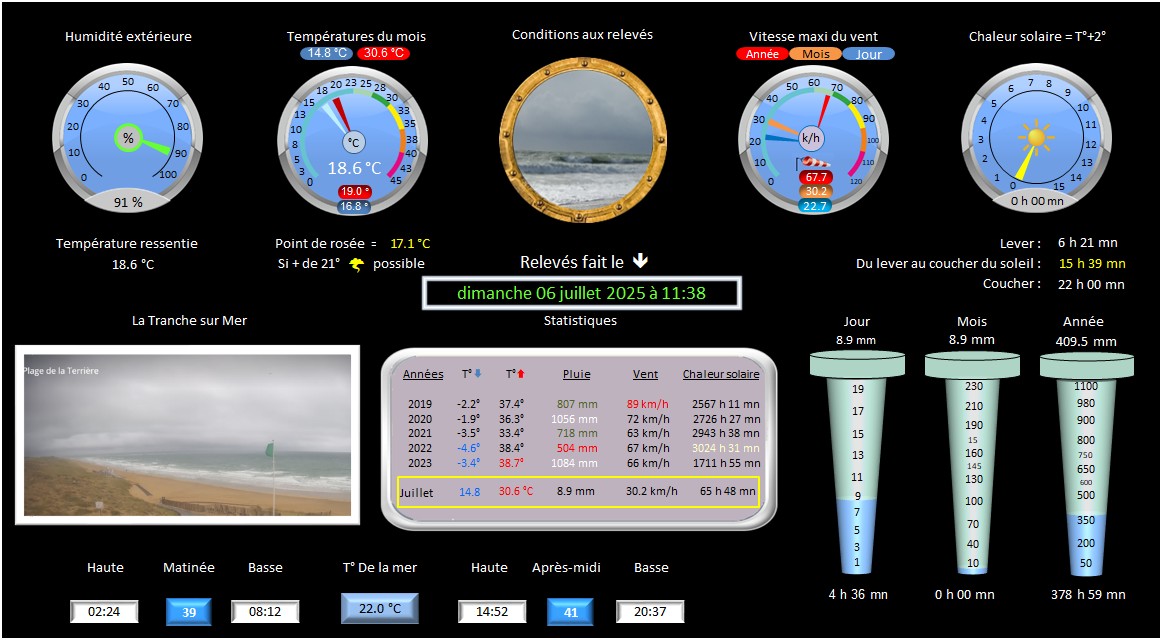 Humidité extérieure
0 10 20 30 40 50 60 70 80 90 100
%
91 %
Températures du mois
14.8 °C 30.6 °C
0 3 5 8 10 13 15 18 20 23 25 28 30 33 35 38 40 43 45
°C
18.6 °C
19.0 °
16.8 °
Conditions aux relevés
Vitesse maxi du vent
Année Mois Jour
0 10 20 30 40 50 60 70 80 90 100 110 120
k/h
67.7
30.2
22.7
Chaleur solaire = T°+2°
0 1 2 3 4 5 6 7 8 9 10 11 12 13 14 15
0 h 00 mn
Température ressentie
18.6 °C
Point de rosée = 17.1 °C
Si + de 21° possible
Relevés fait le
dimanche 06 juillet 2025 à 11:38
Lever : 6 h 21 mn
Du lever au coucher du soleil : 15 h 39 mn
Coucher : 22 h 00 mn
La Tranche sur Mer
Plage de la Terrière
Statistiques
Années T° T° Pluie Vent Chaleur solaire
2019 -2.2° 37.4° 807 mm 89 km/h 2567 h 11 mn
2020 -1.9° 36.3° 1056 mm 72 km/h 2726 h 27 mn
2021 -3.5° 33.4° 718 mm 63 km/h 2943 h 38 mn
2022 -4.6° 38.4° 504 mm 67 km/h 3024 h 31 mn
2023 -3.4° 38.7° 1084 mm 66 km/h 1711 h 55 mn
Juillet 14.8 30.6 °C 8.9 mm 30.2 km/h 65 h 48 mn
Jour
8.9 mm
19
17
15
13
11
9
7
5
3
1
4 h 36 mn
Mois
8.9 mm
230
210
190
15
160
145
130
100
70
40
10
0 h 00 mn
Année
409.5 mm
1100
980
900
800
750
650
600
500
350
200
50
378 h 59 mn
Haute Matinée Basse
02:24 39 08:12
T° De la mer
22.0 °C
Haute Après-midi Basse
14:52 41 20:37